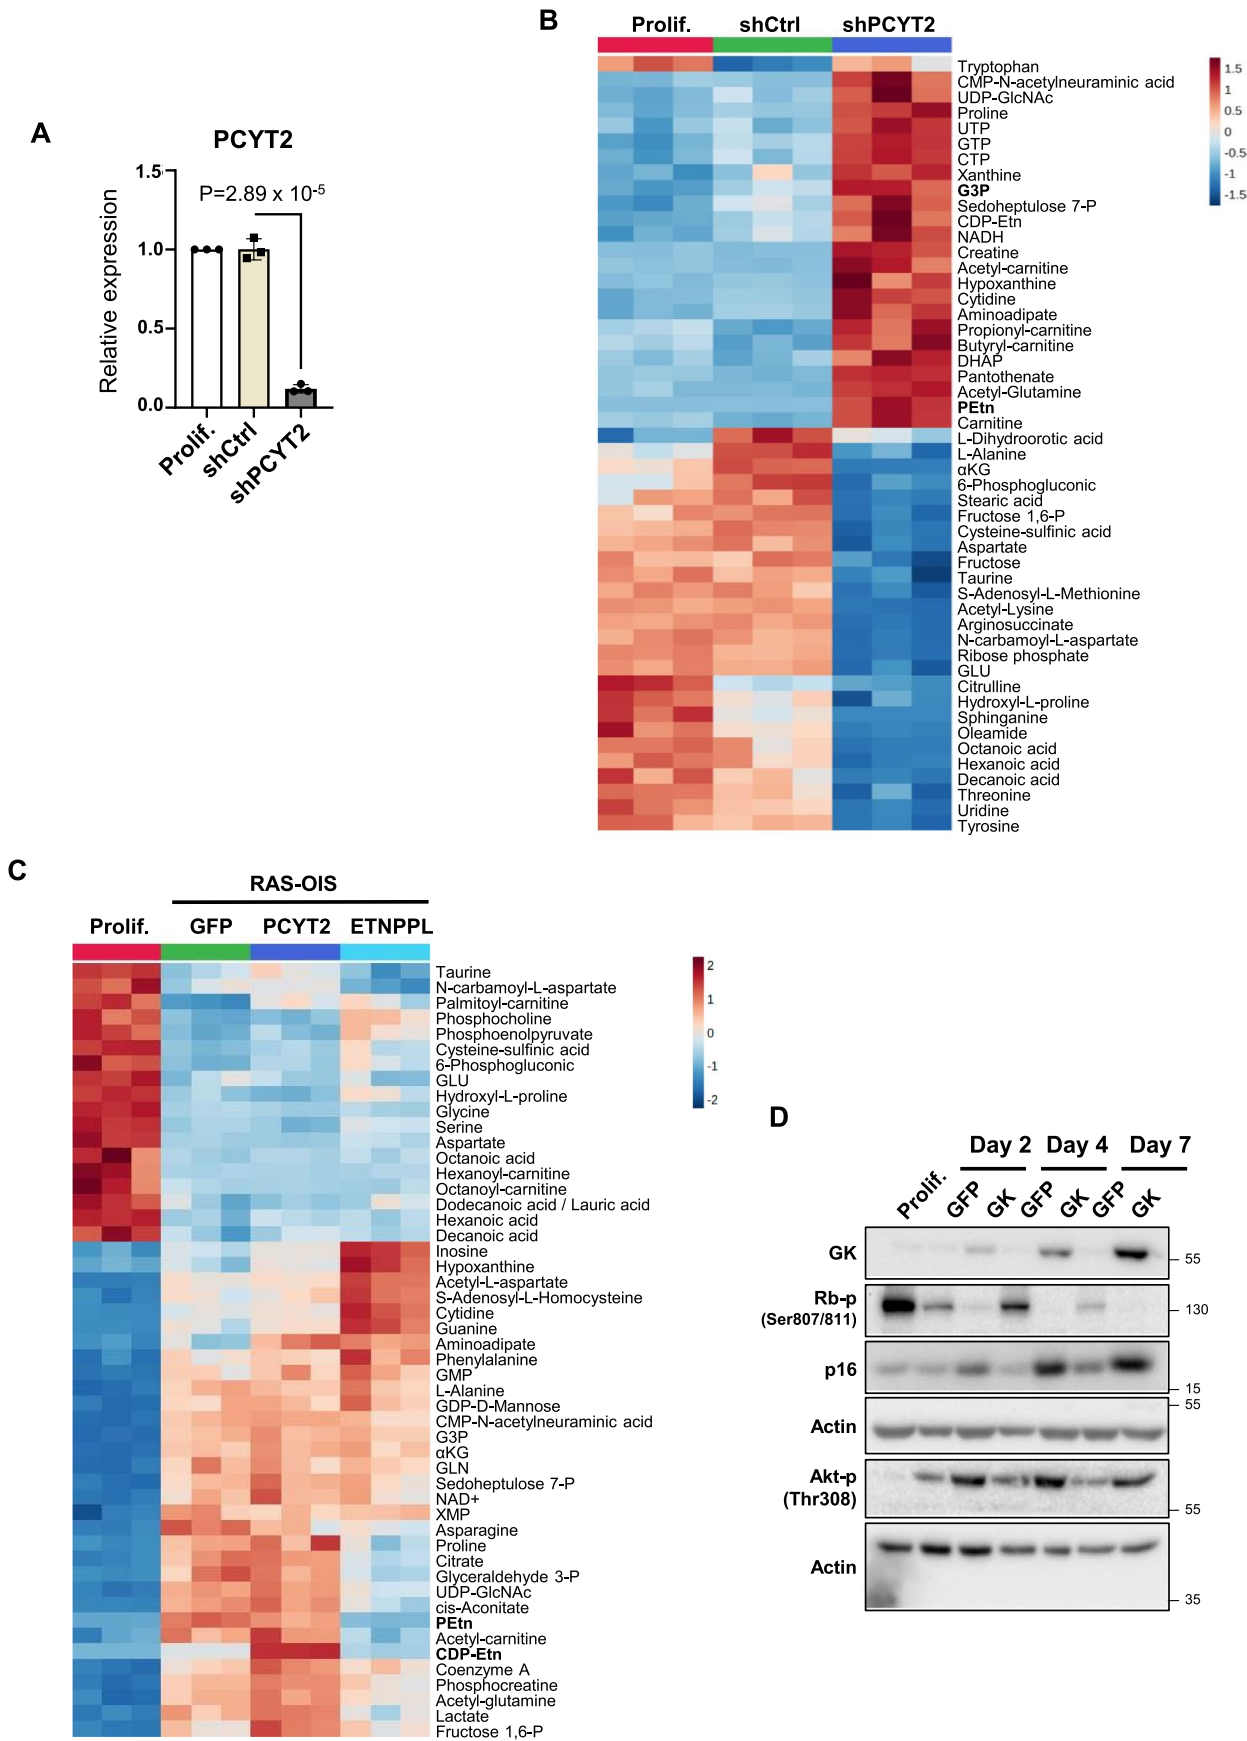 A
PCYT2
P=2.89 x 10-5
Relative expression
1.5
1.0
0.5
0.0
Prolif.
shCtrl
shPCYT2
B
Prolif. shCtrl shPCYT2
Tryptophan
CMP-N-acetylneuraminic acid
UDP-GlcNAc
Proline
UTP
GTP
CTP
Xanthine
G3P
Sedoheptulose 7-P
CDP-Etn
NADH
Creatine
Acetyl-carnitine
Hypoxanthine
Cytidine
Aminoadipate
Propionyl-carnitine
Butyryl-carnitine
DHAP
Pantothenate
Acetyl-Glutamine
PEtn
Carnitine
L-Dihydroorotic acid
L-Alanine
αKG
6-Phosphogluconic
Stearic acid
Fructose 1,6-P
Cysteine-sulfinic acid
Aspartate
Fructose
Taurine
S-Adenosyl-L-Methionine
Acetyl-Lysine
Arginosuccinate
N-carbamoyl-L-aspartate
Ribose phosphate
GLU
Citrulline
Hydroxyl-L-proline
Sphinganine
Oleamide
Octanoic acid
Hexanoic acid
Decanoic acid
Threonine
Uridine
Tyrosine
1.5
1
0.5
0
-0.5
-1
-1.5
C
RAS-OIS
Prolif. GFP PCYT2 ETNPPL
Taurine
N-carbamoyl-L-aspartate
Palmitoyl-carnitine
Phosphocholine
Phosphoenolpyruvate
Cysteine-sulfinic acid
6-Phosphogluconic
GLU
Hydroxyl-L-proline
Glycine
Serine
Aspartate
Octanoic acid
Hexanoyl-carnitine
Octanoyl-carnitine
Dodecanoic acid / Lauric acid
Hexanoic acid
Decanoic acid
Inosine
Hypoxanthine
Acetyl-L-aspartate
S-Adenosyl-L-Homocysteine
Cytidine
Guanine
Aminoadipate
Phenylalanine
GMP
L-Alanine
GDP-D-Mannose
CMP-N-acetylneuraminic acid
G3P
αKG
GLN
Sedoheptulose 7-P
NAD+
XMP
Asparagine
Proline
Citrate
Glyceraldehyde 3-P
UDP-GlcNAc
cis-Aconitate
PEtn
Acetyl-carnitine
CDP-Etn
Coenzyme A
Phosphocreatine
Acetyl-glutamine
Lactate
Fructose 1,6-P
2
1
0
-1
-2
D
Day 2 Day 4 Day 7
Prolif. GFP GK GFP GK GFP GK
GK
55
Rb-p
(Ser807/811)
130
p16
15
Actin
55
Akt-p
(Thr308)
55
Actin
35